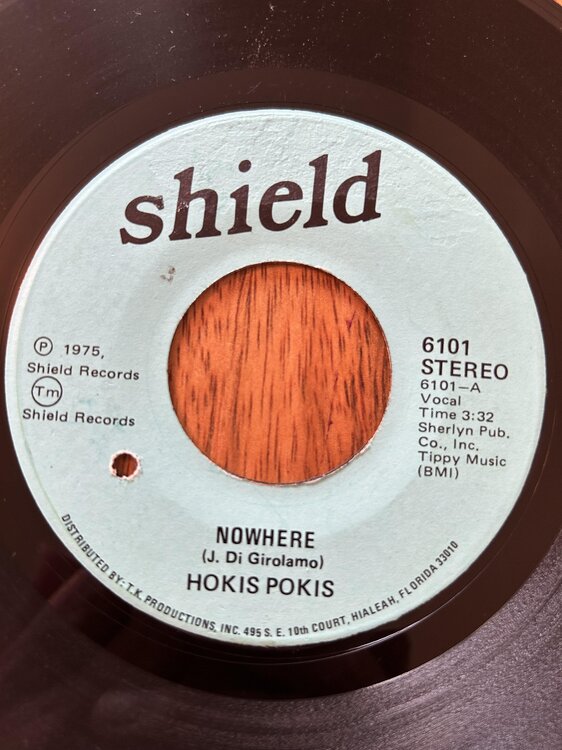 shield
Ⓟ 1975,
Shield Records
Tm
Shield Records
6101
STEREO
6101-A
Vocal
Time 3:32
Sherlyn Pub.
Co., Inc.
Tippy Music
(BMI)
NOWHERE
(J. Di Girolamo)
HOKIS POKIS
DISTRIBUTED BY: T.K. PRODUCTIONS, INC. 495 S.E. 10th COURT, HIALEAH, FLORIDA 33010